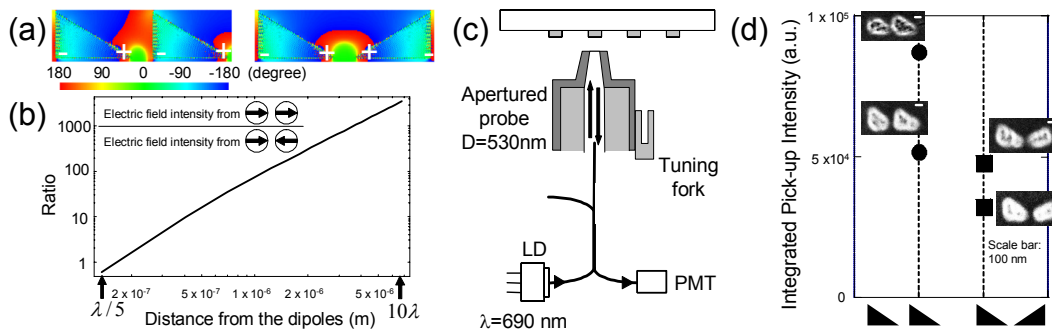 (a)
- + - + - - + + -
180 90 0 -90 -180 (degree)
(b)
Electric field intensity from
Electric field intensity from
Ratio
1000
100
10
1
2 x 10⁻⁷ 5 x 10⁻⁷ 1 x 10⁻⁶ 2 x 10⁻⁶ 5 x 10⁻⁶
λ/5 10λ
Distance from the dipoles (m)
(c)
Apertured
probe
D=530nm
Tuning
fork
LD
PMT
λ=690 nm
(d)
Integrated Pick-up Intensity (a.u.)
1 x 10⁵
5 x 10⁴
0
Scale bar:
100 nm